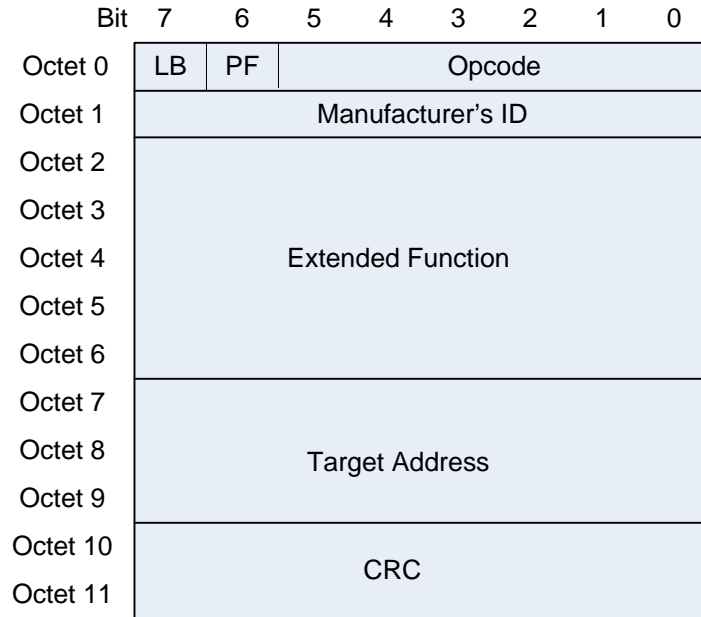 Bit 7 6 5 4 3 2 1 0
Octet 0 LB PF Opcode
Octet 1 Manufacturer's ID
Octet 2
Octet 3
Octet 4 Extended Function
Octet 5
Octet 6
Octet 7
Octet 8
Target Address
Octet 9
Octet 10
CRC
Octet 11